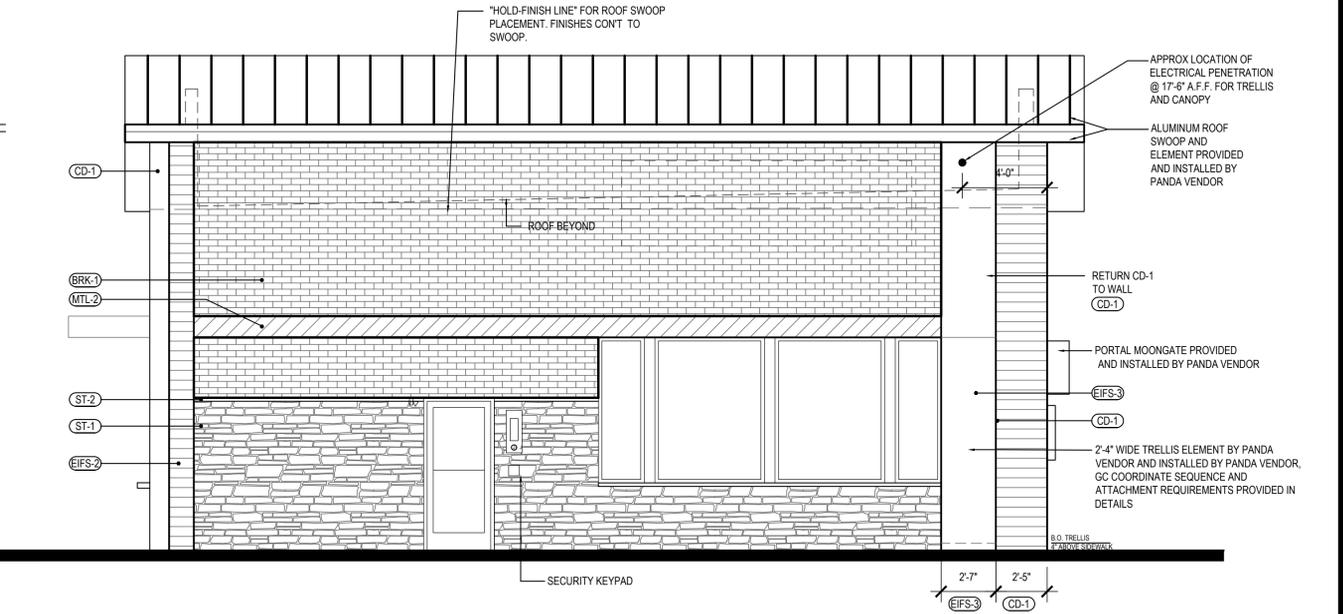 "HOLD-FINISH LINE" FOR ROOF SWOOP
PLACEMENT. FINISHES CON'T TO
SWOOP.
APPROX LOCATION OF
ELECTRICAL PENETRATION
@ 17'-6" A.F.F. FOR TRELLIS
AND CANOPY
ALUMINUM ROOF
SWOOP AND
ELEMENT PROVIDED
AND INSTALLED BY
PANDA VENDOR
CD-1
4'-0"
ROOF BEYOND
BRK-1
MTL-2
RETURN CD-1
TO WALL
CD-1
PORTAL MOONGATE PROVIDED
AND INSTALLED BY PANDA VENDOR
ST-2
EIFS-3
ST-1
CD-1
EIFS-2
2'-4" WIDE TRELLIS ELEMENT BY PANDA
VENDOR AND INSTALLED BY PANDA VENDOR,
GC COORDINATE SEQUENCE AND
ATTACHMENT REQUIREMENTS PROVIDED IN
DETAILS
B.O. TRELLIS
4" ABOVE SIDEWALK
SECURITY KEYPAD
2'-7"
2'-5"
EIFS-3
CD-1